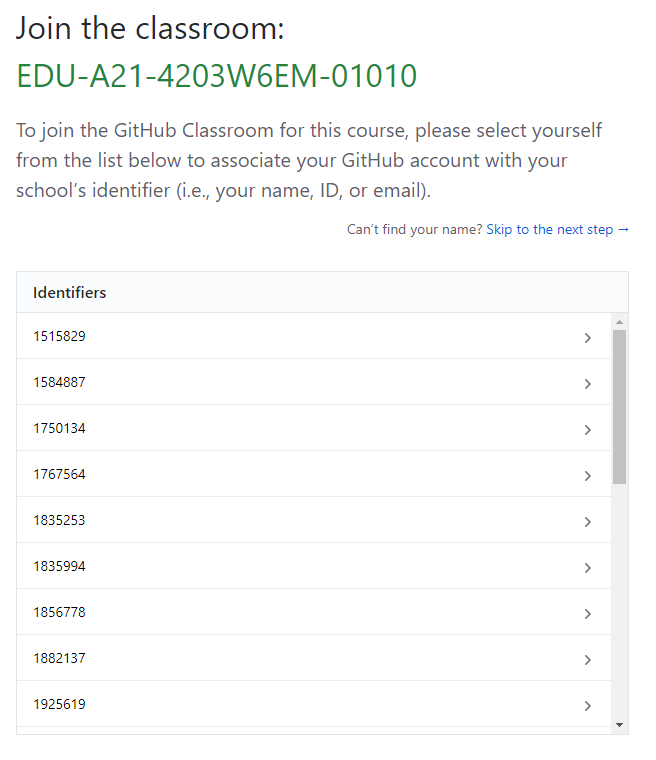 Join the classroom:
EDU-A21-4203W6EM-01010
To join the GitHub Classroom for this course, please select yourself
from the list below to associate your GitHub account with your
school’s identifier (i.e., your name, ID, or email).
Can’t find your name? Skip to the next step →
Identifiers
1515829
1584887
1750134
1767564
1835253
1835994
1856778
1882137
1925619